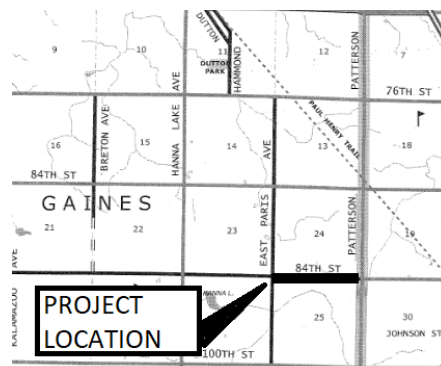 DUTTON
9
10
11
12
7
DUTTON
PARK
HAMMOND
PATTERSON
76TH ST
BRETON AVE
HANNA LAKE AVE
EAST PARIS AVE
PAUL HENRY TRAIL
16
15
14
13
18
84TH ST
GAINES
21
22
23
24
19
PATTERSON
84TH ST
KALAMAZOO AVE
HANNA L.
PROJECT
LOCATION
25
30
JOHNSON ST
100TH ST